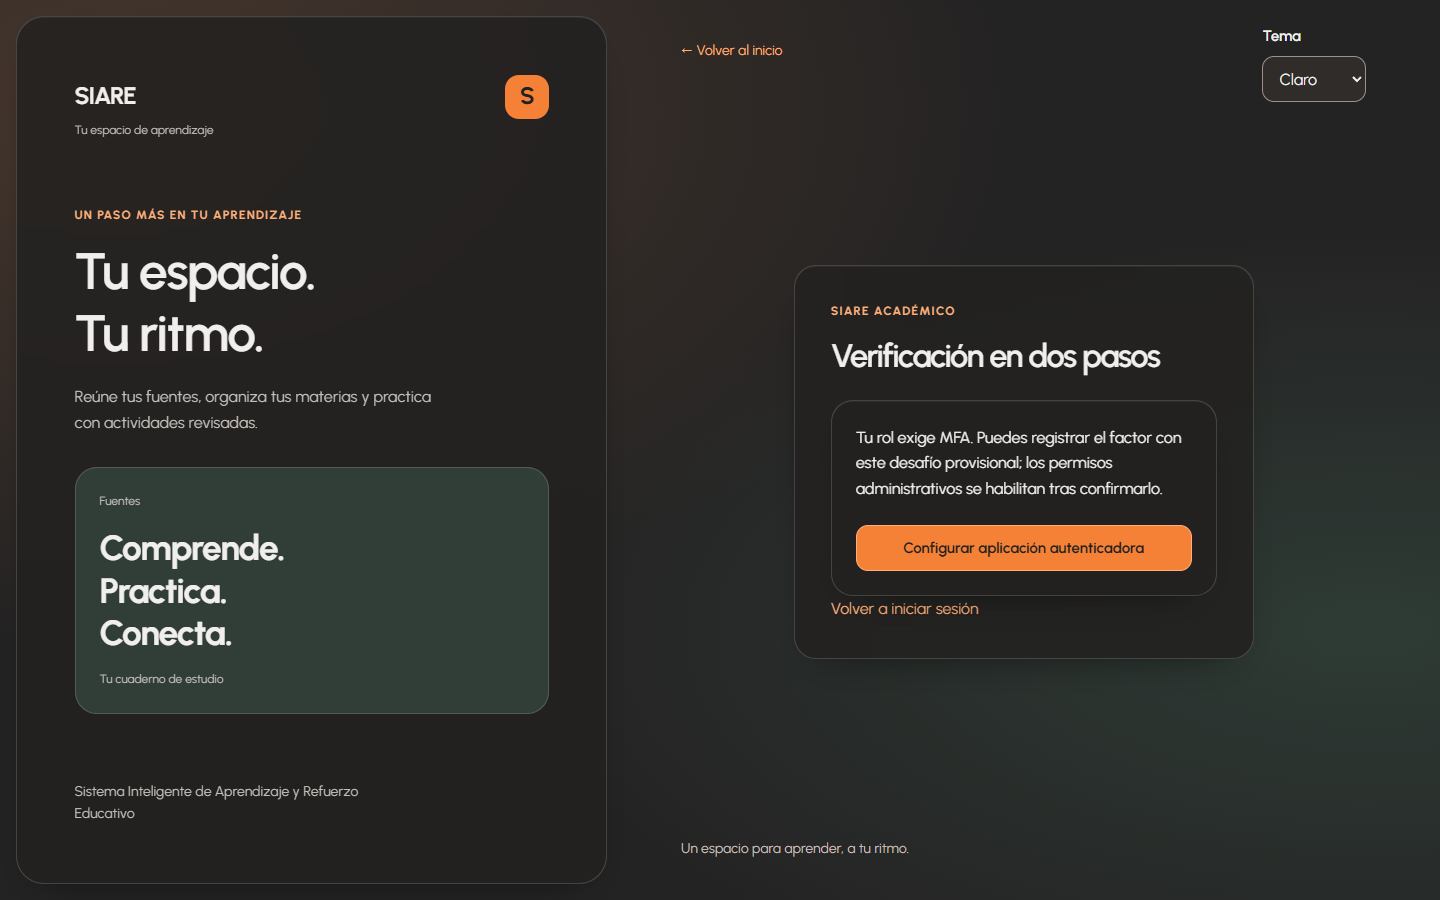 SIARE
S
Tu espacio de aprendizaje
UN PASO MÁS EN TU APRENDIZAJE
Tu espacio.
Tu ritmo.
Reúne tus fuentes, organiza tus materias y practica
con actividades revisadas.
Fuentes
Comprende.
Practica.
Conecta.
Tu cuaderno de estudio
Sistema Inteligente de Aprendizaje y Refuerzo
Educativo
← Volver al inicio
Tema
Claro
SIARE ACADÉMICO
Verificación en dos pasos
Tu rol exige MFA. Puedes registrar el factor con
este desafío provisional; los permisos
administrativos se habilitan tras confirmarlo.
Configurar aplicación autenticadora
Volver a iniciar sesión
Un espacio para aprender, a tu ritmo.